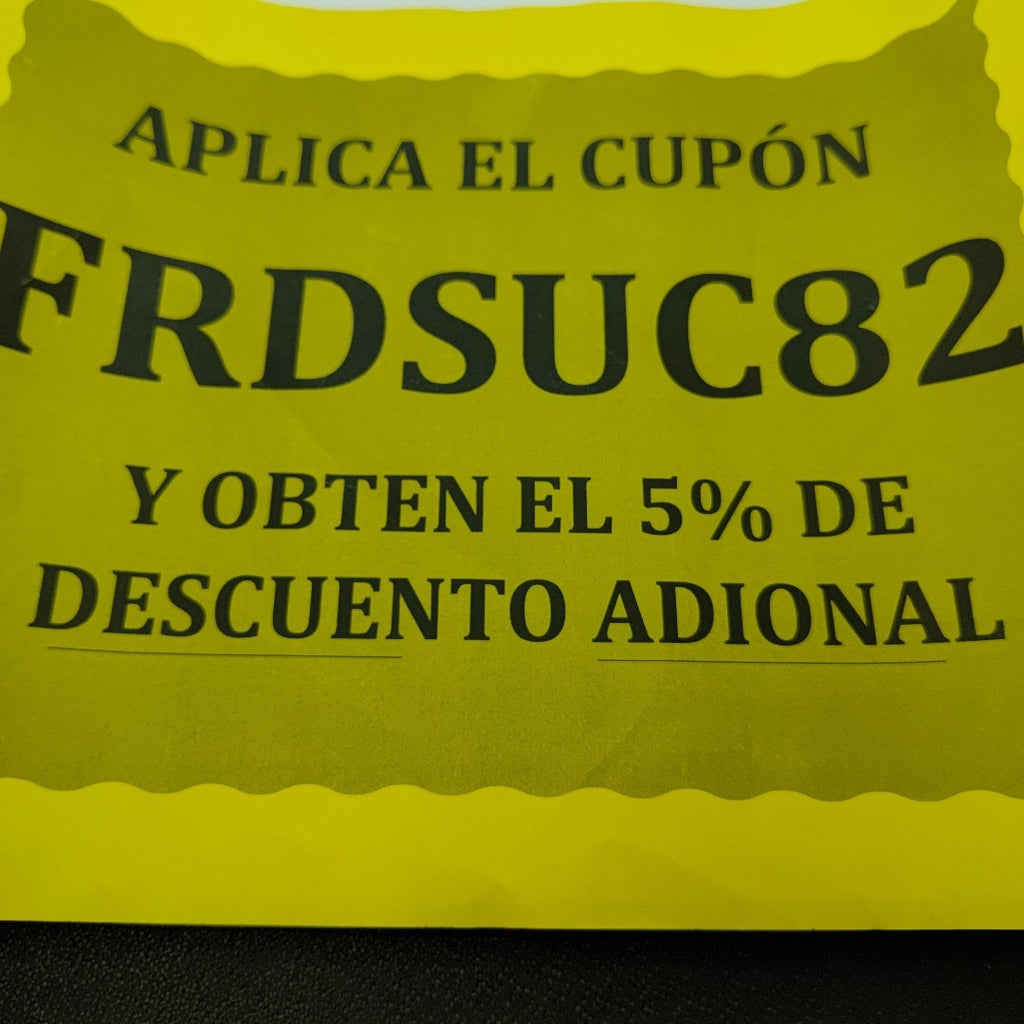 APLICA EL CUPÓN
FRDSUC82
Y OBTEN EL 5% DE
DESCUENTO ADIONAL